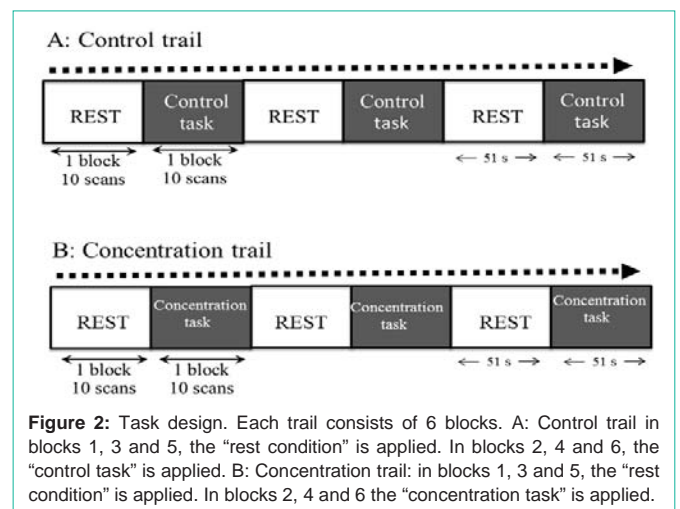 A: Control trail
REST
Control
task
REST
Control
task
REST
Control
task
1 block
10 scans
1 block
10 scans
← 51 s →
← 51 s →
B: Concentration trail
REST
Concentration
task
REST
Concentration
task
REST
Concentration
task
1 block
10 scans
1 block
10 scans
← 51 s →
← 51 s →
Figure 2: Task design. Each trail consists of 6 blocks. A: Control trail in
blocks 1, 3 and 5, the “rest condition” is applied. In blocks 2, 4 and 6, the
“control task” is applied. B: Concentration trail: in blocks 1, 3 and 5, the “rest
condition” is applied. In blocks 2, 4 and 6 the “concentration task” is applied.